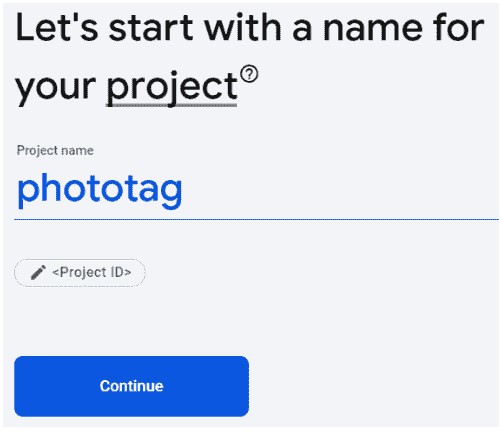 Let's start with a name for
your project
Project name
phototag
<Project ID>
Continue